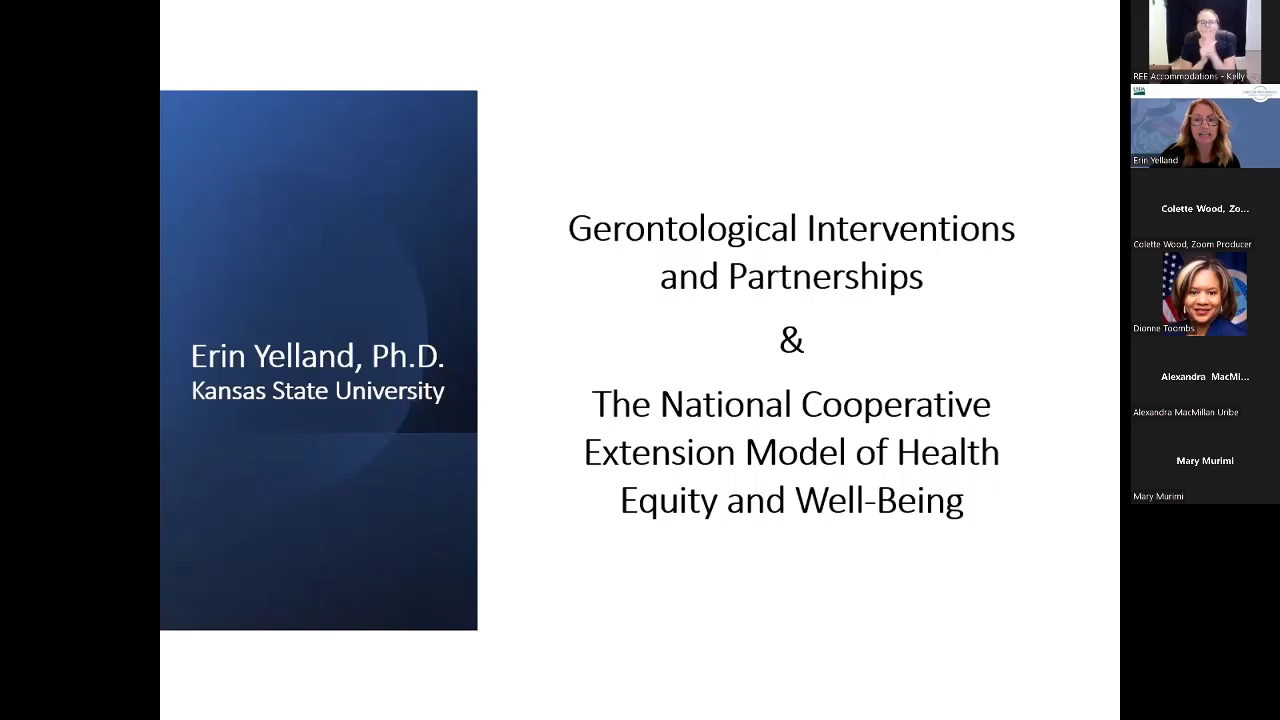 Erin Yelland, Ph.D.
Kansas State University
Gerontological Interventions
and Partnerships
&
The National Cooperative
Extension Model of Health
Equity and Well-Being
REE Accommodations - Kelly
USDA
Erin Yelland
Colette Wood, Zo...
Colette Wood, Zoom Producer
Dionne Toombs
Alexandra MacMi...
Alexandra MacMillan Uribe
Mary Murimi
Mary Murimi